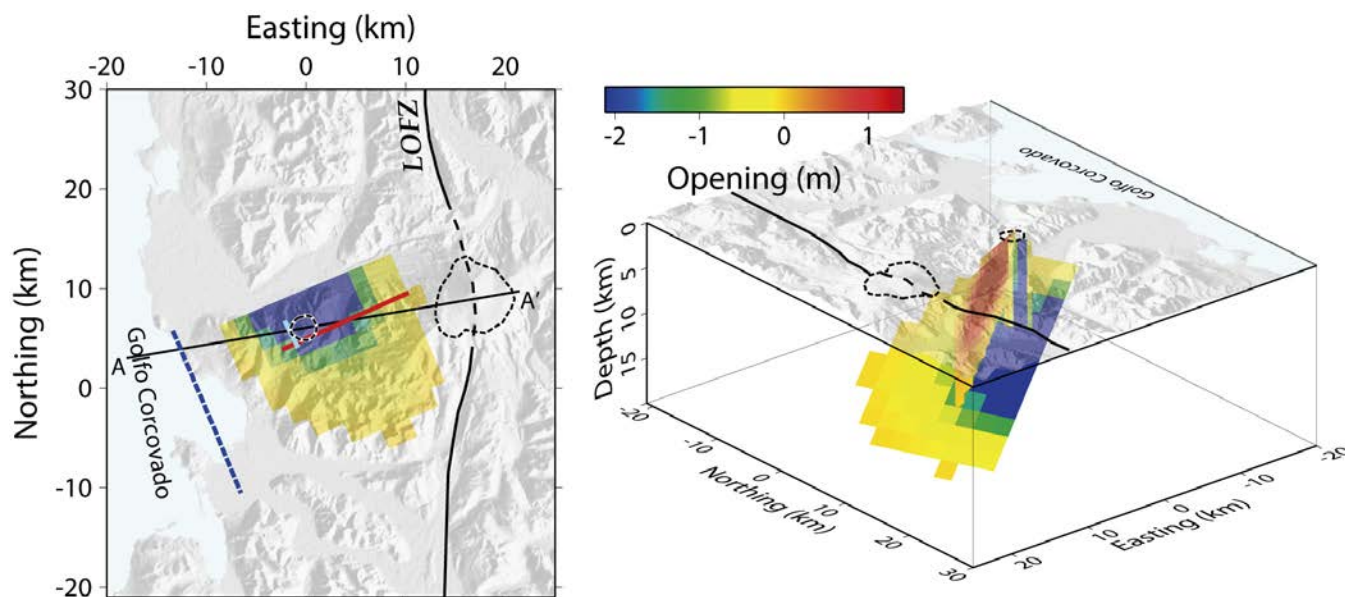 Easting (km)
-20 -10 0 10 20
30
20
10
0
-10
-20
Northing (km)
LOFZ
A
A'
Golfo Corcovado
-2 -1 0 1
Opening (m)
Golfo Corcovado
0
5
10
15
Depth (km)
-20
-10
0
10
20
30
Northing (km)
20
10
0
-10
-20
Easting (km)